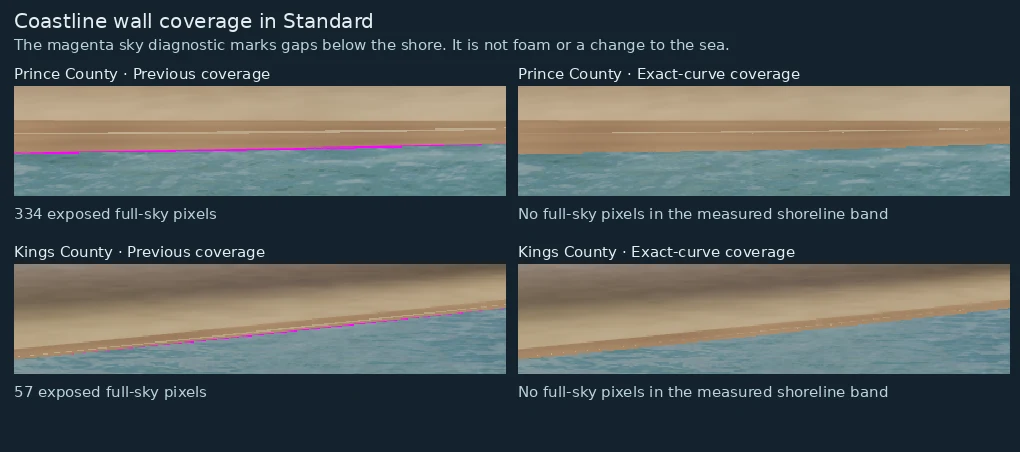 Coastline wall coverage in Standard
The magenta sky diagnostic marks gaps below the shore. It is not foam or a change to the sea.
Prince County · Previous coverage
Prince County · Exact-curve coverage
334 exposed full-sky pixels
No full-sky pixels in the measured shoreline band
Kings County · Previous coverage
Kings County · Exact-curve coverage
57 exposed full-sky pixels
No full-sky pixels in the measured shoreline band